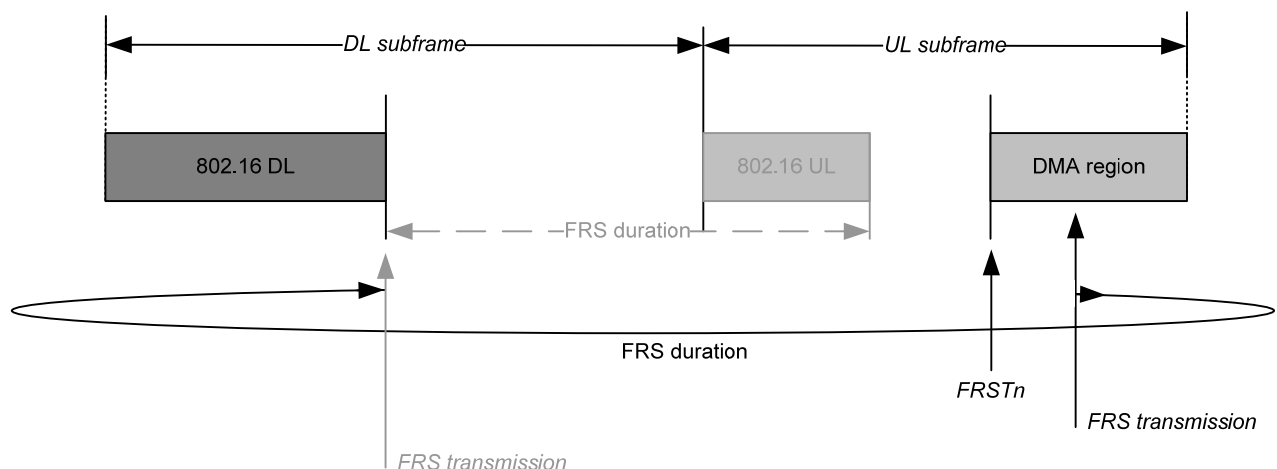 DL subframe
UL subframe
802.16 DL
802.16 UL
DMA region
FRS duration
FRS duration
FRSTn
FRS transmission
FRS transmission